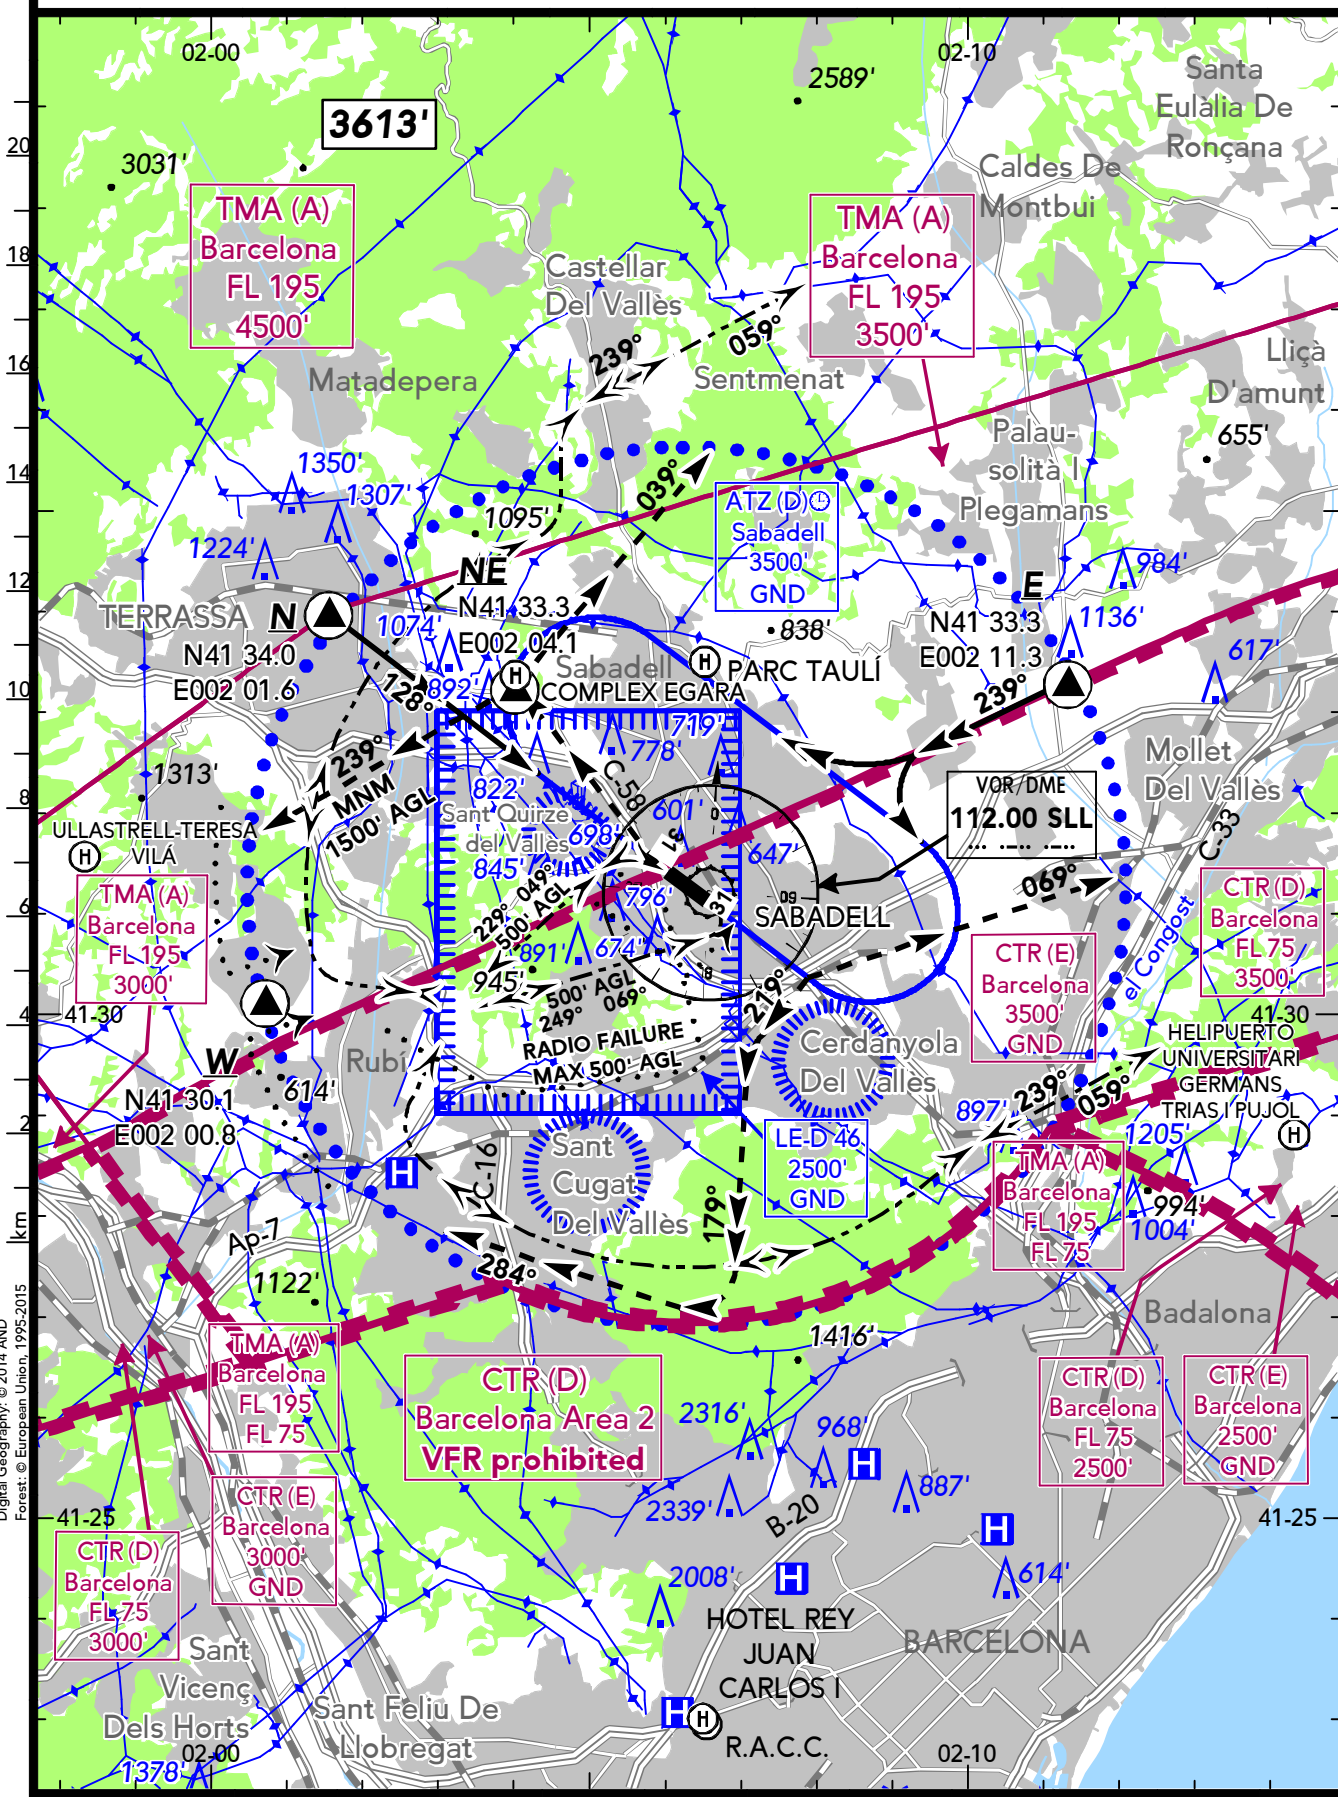 02-00
02-10
2589'
Santa
Eulàlia De
Ronçana
3613'
20
3031'
Caldes De
Montbui
TMA (A)
Barcelona
FL 195
4500'
TMA (A)
Barcelona
FL 195
3500'
18
Castellar
Del Vallès
059°
239°
16
Matadepera
Sentmenat
Lliçà
D'amunt
Palau-
solità I
Plegamans
655'
14
1350'
1307'
039°
1095'
ATZ (D)
Sabadell
3500'
GND
1224'
984'
12
NE
N41 33.3
E002 04.1
E
N41 33.3
E002 11.3
TERRASSA
N
N41 34.0
E002 01.6
1074'
838'
1136'
617'
Sabadell
PARC TAULÍ
H
H
COMPLEX EGARA
10
128°
892'
239°
719'
778'
239°
MNM
1500' AGL
C-58
Mollet
Del Vallès
1313'
VOR/DME
112.00 SLL
8
822'
601'
Sant Quirze
del Vallès
698'
C-33
ULLASTRELL-TERESA
VILÁ
H
845'
13
31
647'
069°
TMA (A)
Barcelona
FL 195
3000'
229° 049°
500' AGL
796'
SABADELL
CTR (D)
Barcelona
FL 75
3500'
6
891'
674'
CTR (E)
Barcelona
3500'
GND
el Congost
945'
500' AGL
249° 069°
219°
4
41-30
41-30
RADIO FAILURE
MAX 500' AGL
Cerdanyola
Del Vallès
HELIPUERTO
UNIVERSITARI
GERMANS
TRIAS I PUJOL
H
W
N41 30.1
E002 00.8
Rubí
614'
239°
059°
897'
2
LE-D 46
2500'
GND
1205'
H
C-16
Sant
Cugat
Del Vallès
TMA (A)
Barcelona
FL 195
FL 75
994'
1004'
179°
km
Ap-7
284°
1122'
Badalona
TMA (A)
Barcelona
FL 195
FL 75
1416'
CTR (D)
Barcelona Area 2
VFR prohibited
CTR (D)
Barcelona
FL 75
2500'
CTR (E)
Barcelona
2500'
GND
2316'
968'
H
887'
2339'
B-20
CTR (E)
Barcelona
3000'
GND
41-25
41-25
H
CTR (D)
Barcelona
FL 75
3000'
2008'
H
614'
HOTEL REY
JUAN
CARLOS I
BARCELONA
Sant
Vicenç
Dels Horts
Sant Feliu De
Llobregat
H
H
R.A.C.C.
02-00
02-10
1378'
Digital Geography: © 2014 AND
Forest: © European Union, 1995-2015